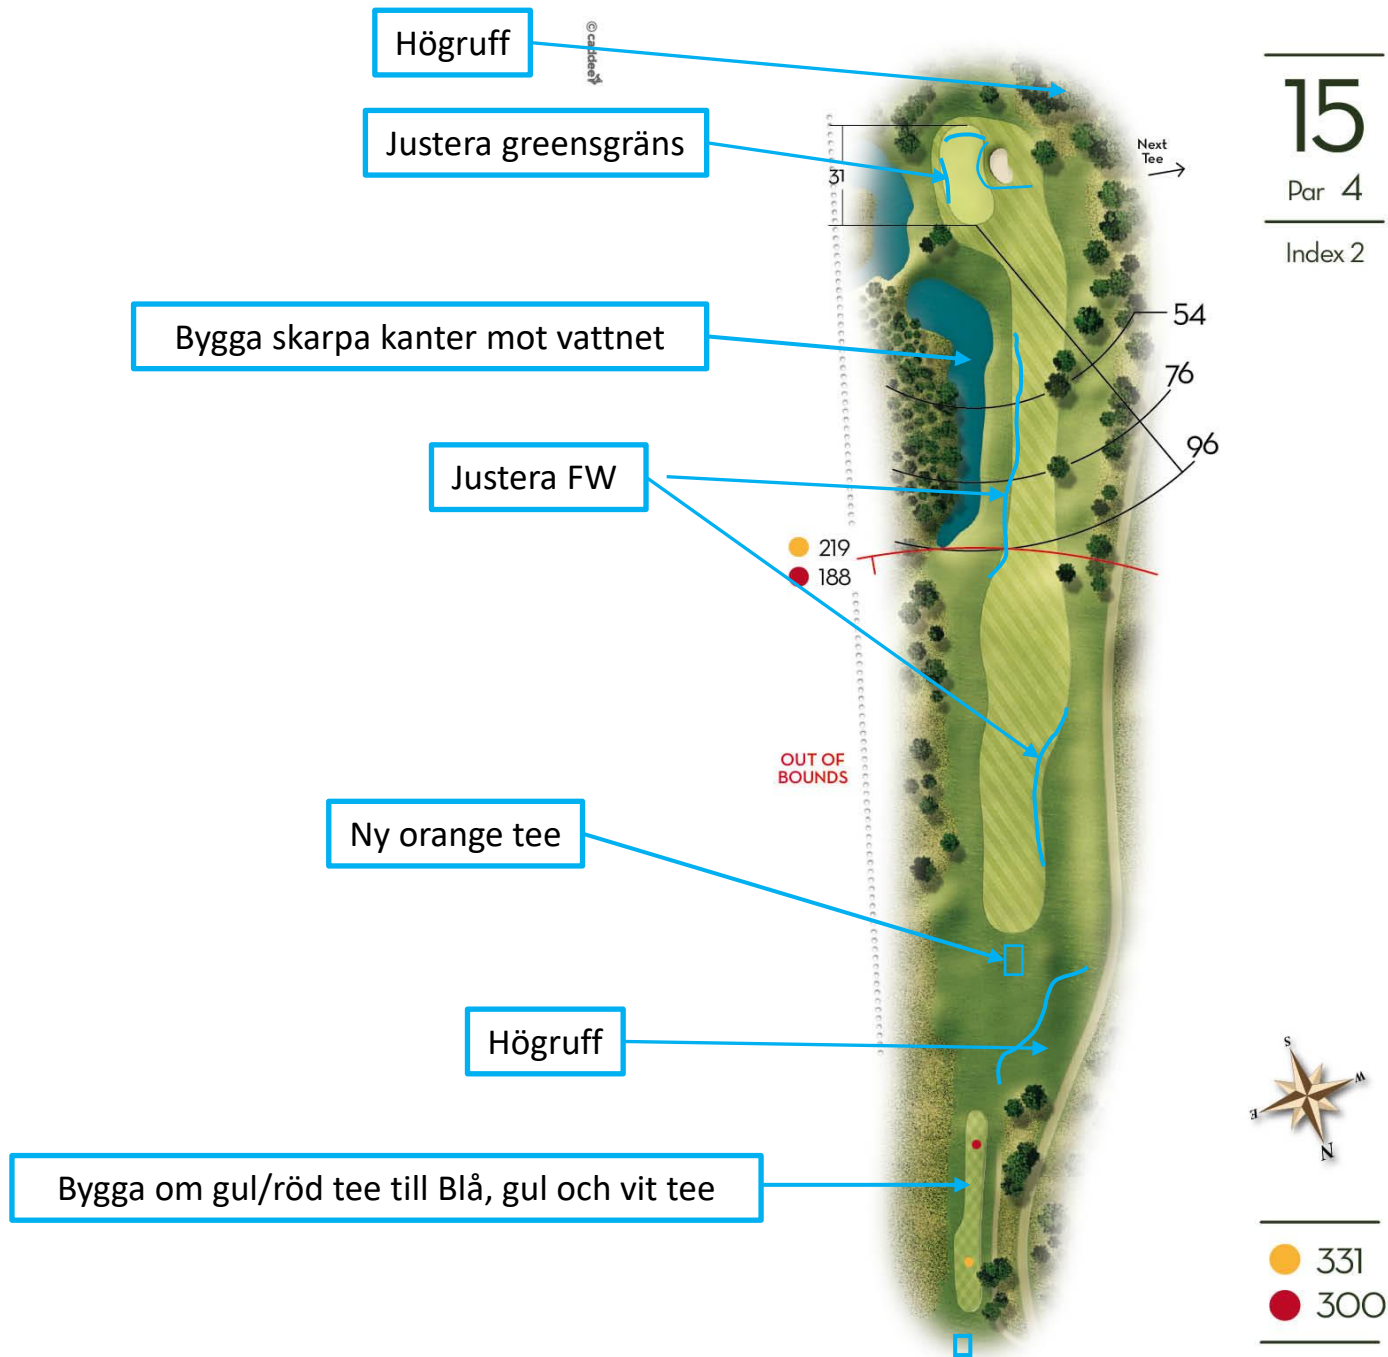 Högruff
© caddee
15
Par 4
Index 2
Justera greensgräns
Next
Tee
31
Bygga skarpa kanter mot vattnet
54
76
96
Justera FW
219
188
OUT OF
BOUNDS
Ny orange tee
Högruff
S
W
E
N
Bygga om gul/röd tee till Blå, gul och vit tee
331
300